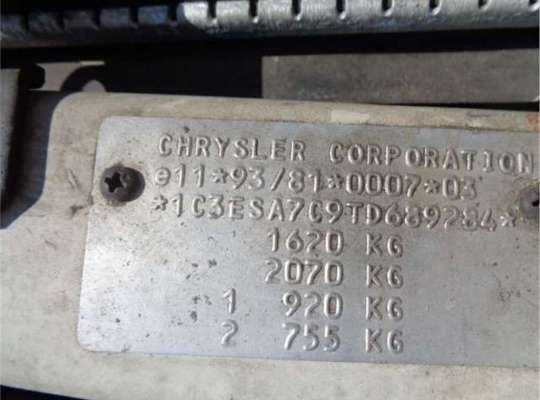 CHRYSLER CORPORATION
e11*93/81*0007*03
*1C3ESA7C9TD689284*
1620 KG
2070 KG
1 920 KG
2 755 KG